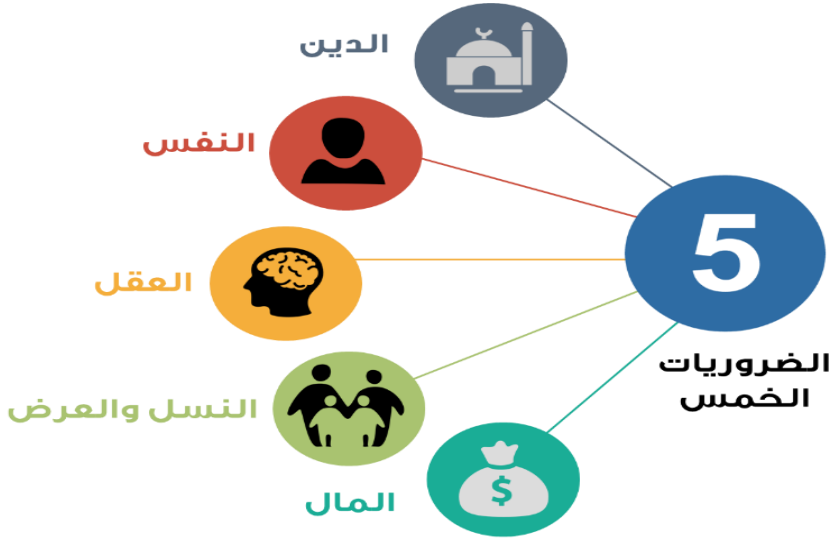 الدين
النفس
العقل
النسل والعرض
المال
5
الضروريات
الخمس
$